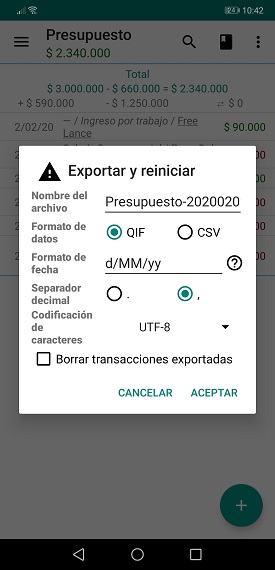 10:42
Presupuesto
$ 2.340.000
Total
$ 3.000.000 - $ 660.000 = $ 2.340.000
+ $ 590.000 - $ 1.250.000 ⇄ $ 0
2/02/20 — / Ingreso por trabajo / Free Lance $ 90.000
Exportar y reiniciar
Nombre del archivo Presupuesto-2020020
Formato de datos QIF CSV
Formato de fecha d/MM/yy
Separador decimal . ,
Codificación de caracteres UTF-8
Borrar transacciones exportadas
CANCELAR ACEPTAR